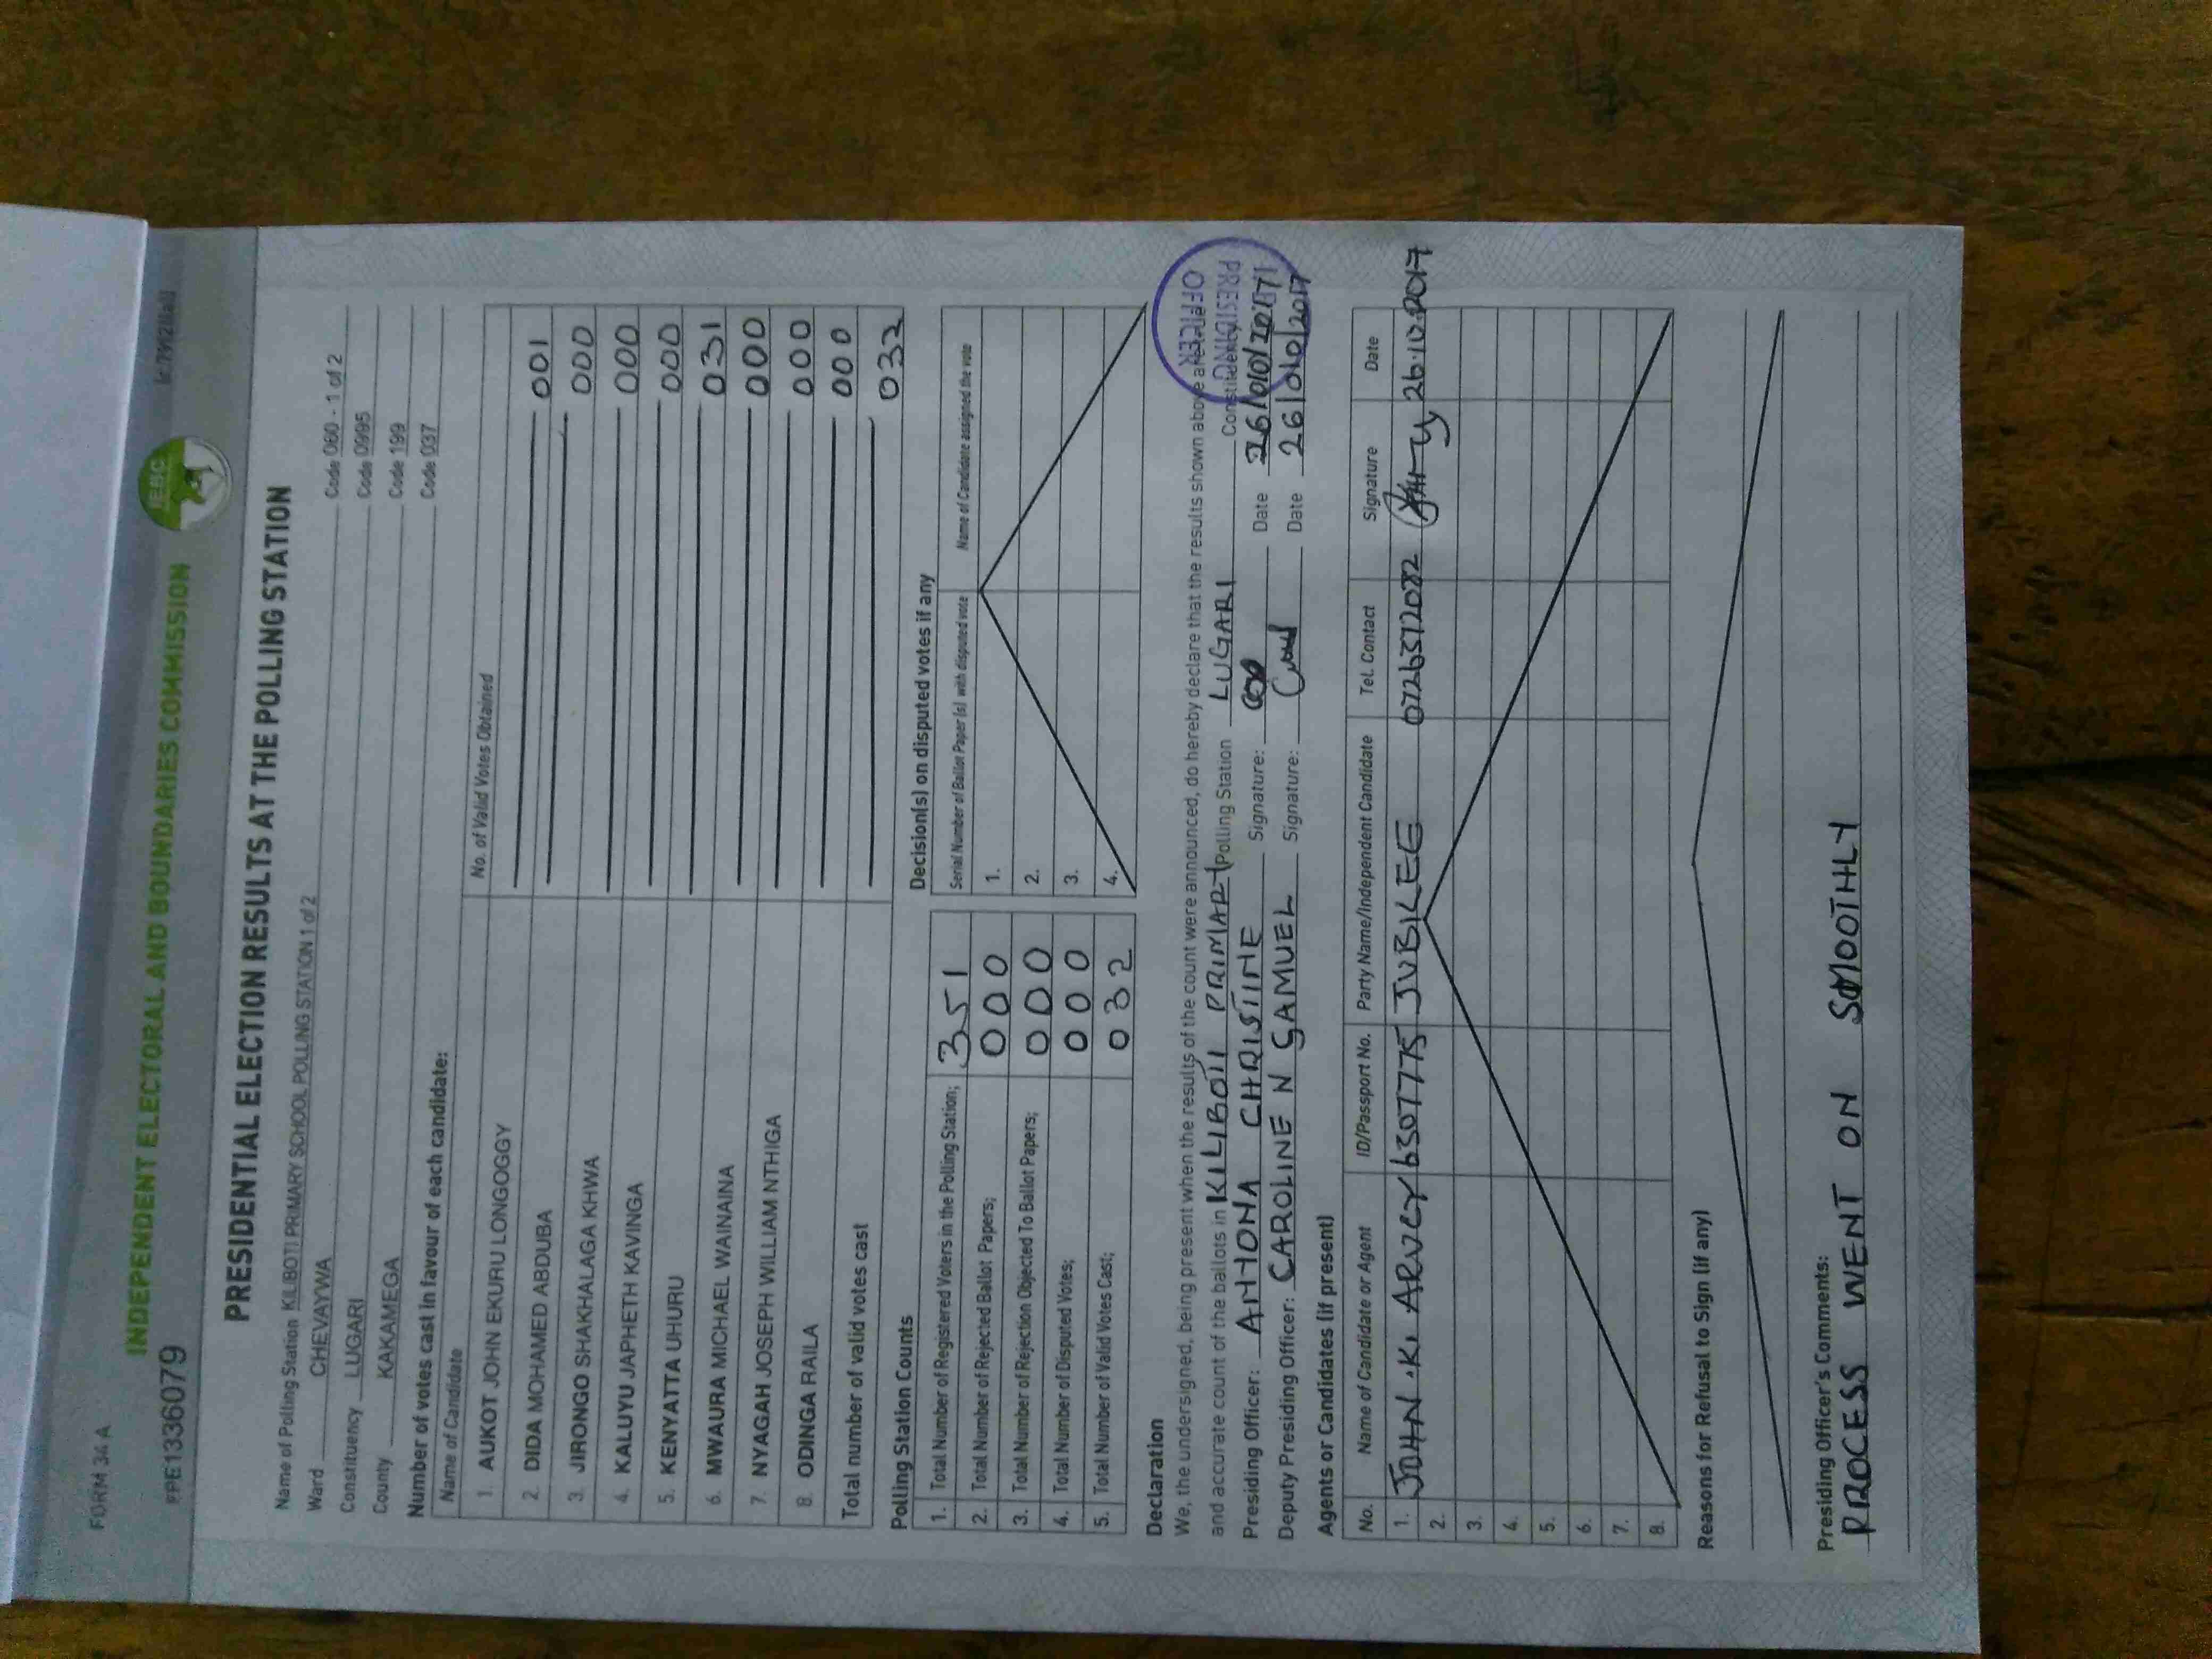 FORM 34 A
INDEPENDENT ELECTORAL AND BOUNDARIES COMMISSION
IEBC
PPE1336079
PRESIDENTIAL ELECTION RESULTS AT THE POLLING STATION
Name of Polling Station KILIBOTI PRIMARY SCHOOL POLLING STATION 1 of 2 Code 060 - 1 of 2
Ward CHEVAYWA Code 0995
Constituency LUGARI Code 199
County KAKAMEGA Code 037
Number of votes cast in favour of each candidate:
Name of Candidate No. of Valid Votes Obtained
1. AUKOT JOHN EKURU LONGOGGY 001
2. DIDA MOHAMED ABDUBA 000
3. JIRONGO SHAKHALAGA KHWA 000
4. KALUYU JAPHETH KAVINGA 000
5. KENYATTA UHURU 031
6. MWAURA MICHAEL WAINAINA 000
7. NYAGAH JOSEPH WILLIAM NTHIGA 000
8. ODINGA RAILA 000
Total number of valid votes cast 032
Polling Station Counts
1. Total Number of Registered Voters in the Polling Station; 351
2. Total Number of Rejected Ballot Papers; 000
3. Total Number of Rejection Objected To Ballot Papers; 000
4. Total Number of Disputed Votes; 000
5. Total Number of Valid Votes Cast; 032
Decision(s) on disputed votes if any
Serial Number of Ballot Paper (s) with disputed vote Name of Candidate assigned the vote
1.
2.
3.
4.
Declaration
We, the undersigned, being present when the results of the count were announced, do hereby declare that the results shown above are true
and accurate count of the ballots in KILIBOTI PRIMARY Polling Station LUGARI Constituency
PRESIDING OFFICER
Presiding Officer: AMONA CHRISTINE Signature: Date 26/010/2017
Deputy Presiding Officer: CAROLINE N SAMUEL Signature: Date 26/010/2017
Agents or Candidates (if present)
No. Name of Candidate or Agent ID/Passport No. Party Name/Independent Candidate Tel. Contact Signature Date
1. JOHN .K. ARVCY 6307775 JUBILEE 0726512082 26.10.2017
2.
3.
4.
5.
6.
7.
8.
Reasons for Refusal to Sign (if any)
Presiding Officer's Comments:
PROCESS WENT ON SMOOTHLY